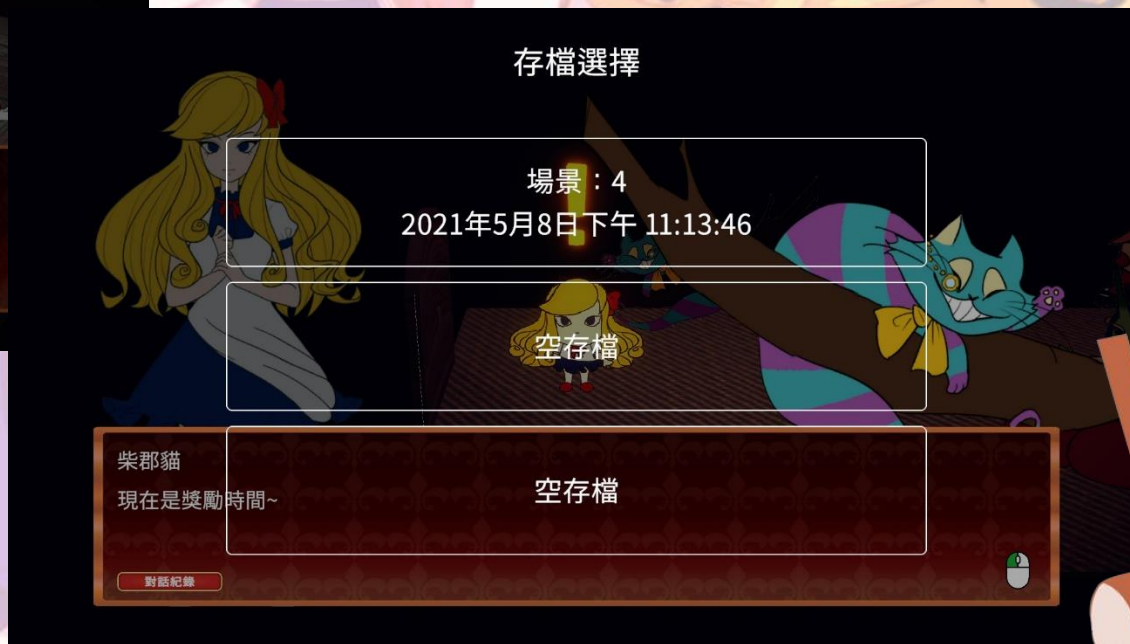 存檔選擇
場景：4
2021年5月8日下午 11:13:46
空存檔
空存檔
柴郡貓
現在是獎勵時間~
對話紀錄